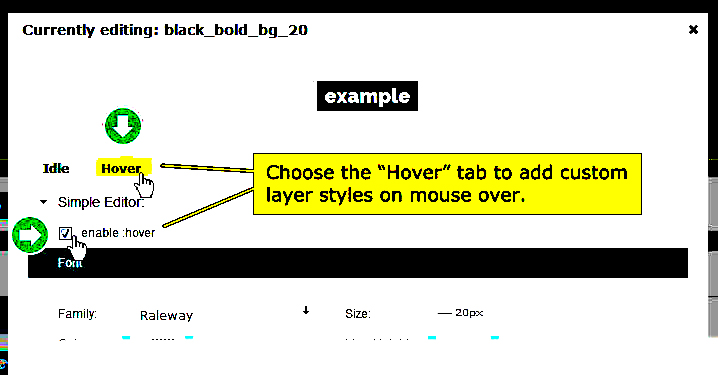 Currently editing: black_bold_bg_20
example
Idle Hover
Choose the “Hover” tab to add custom
layer styles on mouse over.
Simple Editor:
enable :hover
Font
Family: Raleway Size: 20px